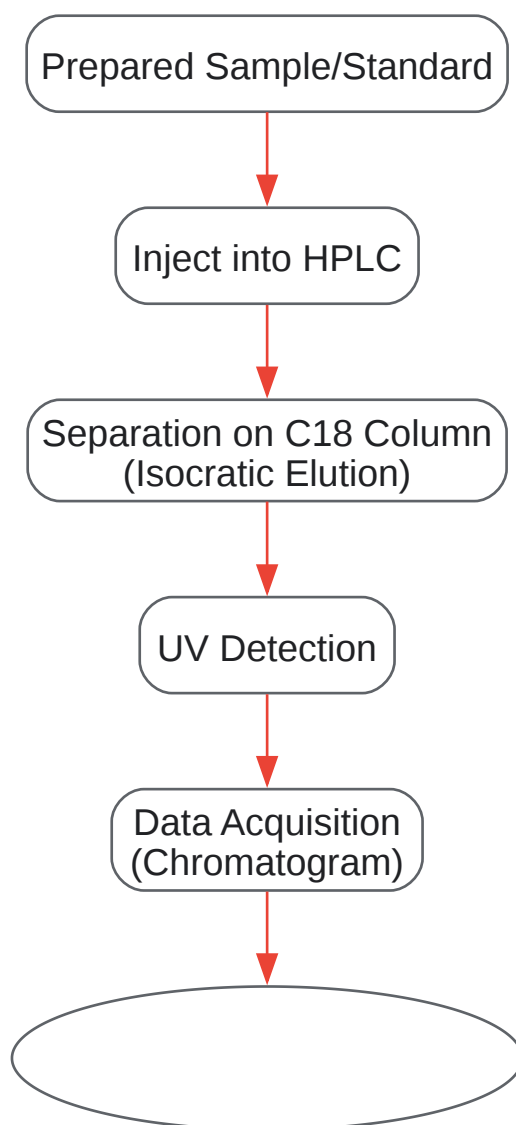 Prepared Sample/Standard
Inject into HPLC
Separation on C18 Column
(Isocratic Elution)
UV Detection
Data Acquisition
(Chromatogram)